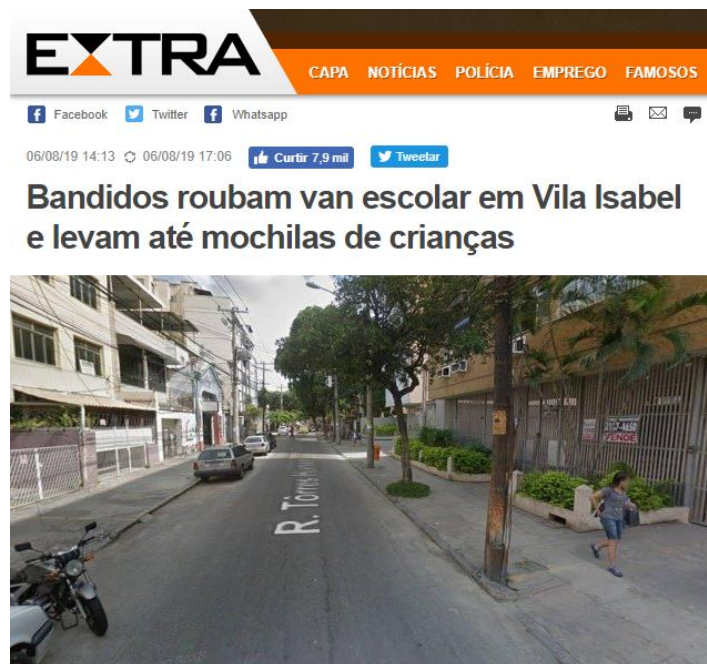 EXTRA
CAPA NOTÍCIAS POLÍCIA EMPREGO FAMOSOS
Facebook Twitter Whatsapp
06/08/19 14:13 06/08/19 17:06 Curtir 7,9 mil Tweetar
Bandidos roubam van escolar em Vila Isabel
e levam até mochilas de crianças
R. Tôrres
VENDE